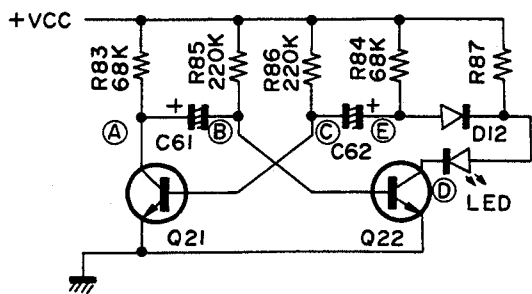 +VCC
R83
68K
R85
220K
R86
220K
R84
68K
R87
+
+
A
B
C
E
C61
C62
D12
D
LED
Q21
Q22